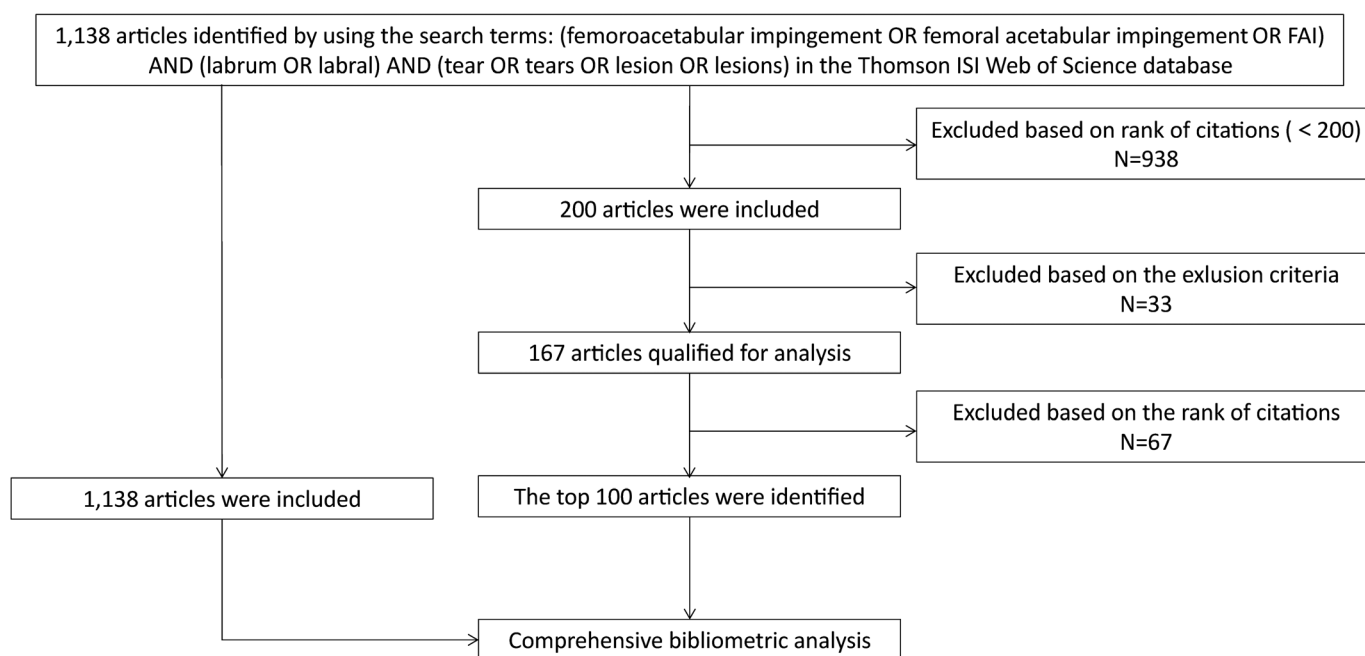 1,138 articles identified by using the search terms: (femoroacetabular impingement OR femoral acetabular impingement OR FAI)
AND (labrum OR labral) AND (tear OR tears OR lesion OR lesions) in the Thomson ISI Web of Science database
Excluded based on rank of citations ( < 200)
N=938
200 articles were included
Excluded based on the exlusion criteria
N=33
167 articles qualified for analysis
Excluded based on the rank of citations
N=67
1,138 articles were included
The top 100 articles were identified
Comprehensive bibliometric analysis